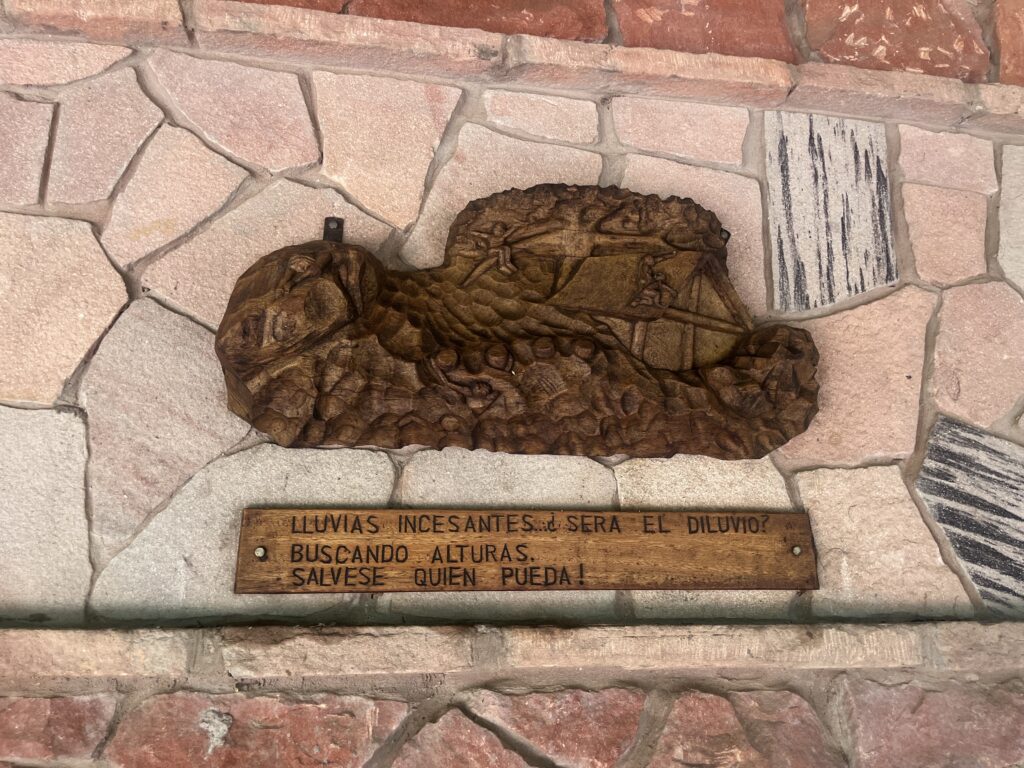 LLUVIAS INCESANTES...¿ SERA EL DILUVIO?
BUSCANDO ALTURAS.
SALVESE QUIEN PUEDA!